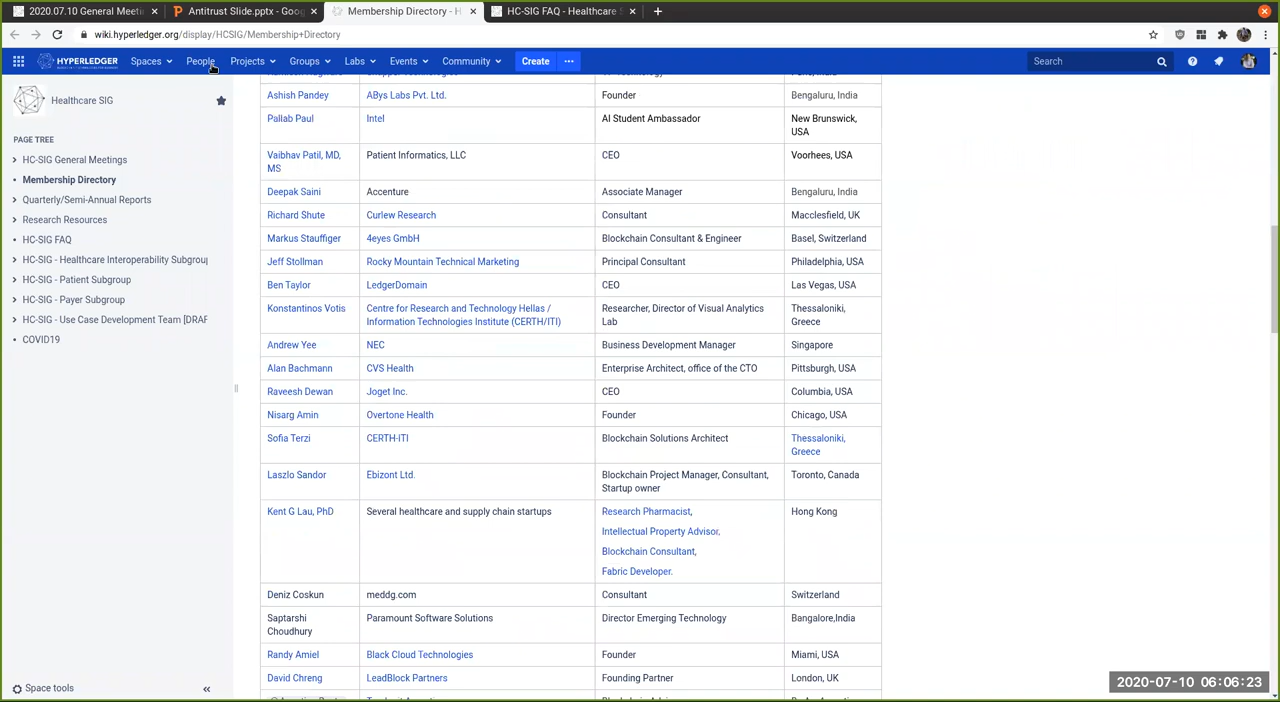 2020.07.10 General Meeti
Antitrust Slide.pptx - Goog
Membership Directory - H
HC-SIG FAQ - Healthcare S
wiki.hyperledger.org/display/HCSIG/Membership+Directory
HYPERLEDGER
Spaces People Projects Groups Labs Events Community Create ··· Search
Healthcare SIG
PAGE TREE
HC-SIG General Meetings
Membership Directory
Quarterly/Semi-Annual Reports
Research Resources
HC-SIG FAQ
HC-SIG - Healthcare Interoperability Subgroup
HC-SIG - Patient Subgroup
HC-SIG - Payer Subgroup
HC-SIG - Use Case Development Team [DRAF
COVID19
Space tools
Ashish Pandey ABys Labs Pvt. Ltd. Founder Bengaluru, India
Pallab Paul Intel AI Student Ambassador New Brunswick,
USA
Vaibhav Patil, MD, Patient Informatics, LLC CEO Voorhees, USA
MS
Deepak Saini Accenture Associate Manager Bengaluru, India
Richard Shute Curlew Research Consultant Macclesfield, UK
Markus Stauffiger 4eyes GmbH Blockchain Consultant & Engineer Basel, Switzerland
Jeff Stollman Rocky Mountain Technical Marketing Principal Consultant Philadelphia, USA
Ben Taylor LedgerDomain CEO Las Vegas, USA
Konstantinos Votis Centre for Research and Technology Hellas / Researcher, Director of Visual Analytics Thessaloniki,
Information Technologies Institute (CERTH/ITI) Lab Greece
Andrew Yee NEC Business Development Manager Singapore
Alan Bachmann CVS Health Enterprise Architect, office of the CTO Pittsburgh, USA
Raveesh Dewan Joget Inc. CEO Columbia, USA
Nisarg Amin Overtone Health Founder Chicago, USA
Sofia Terzi CERTH-ITI Blockchain Solutions Architect Thessaloniki,
Greece
Laszlo Sandor Ebizont Ltd. Blockchain Project Manager, Consultant, Toronto, Canada
Startup owner
Kent G Lau, PhD Several healthcare and supply chain startups Research Pharmacist, Hong Kong
Intellectual Property Advisor.
Blockchain Consultant,
Fabric Developer.
Deniz Coskun meddg.com Consultant Switzerland
Saptarshi Paramount Software Solutions Director Emerging Technology Bangalore,India
Choudhury
Randy Amiel Black Cloud Technologies Founder Miami, USA
David Chreng LeadBlock Partners Founding Partner London, UK
2020-07-10 06:06:23